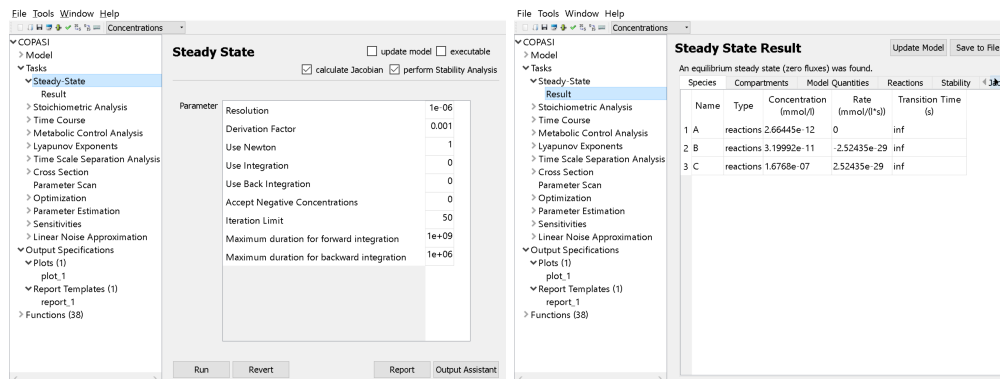 File Tools Window Help
Concentrations
COPASI
Model
Tasks
Steady-State
Result
Stoichiometric Analysis
Time Course
Metabolic Control Analysis
Lyapunov Exponents
Time Scale Separation Analysis
Cross Section
Parameter Scan
Optimization
Parameter Estimation
Sensitivities
Linear Noise Approximation
Output Specifications
Plots (1)
plot_1
Report Templates (1)
report_1
Functions (38)
Steady State
update model executable
calculate Jacobian perform Stability Analysis
Parameter
Resolution 1e-06
Derivation Factor 0.001
Use Newton 1
Use Integration 0
Use Back Integration 0
Accept Negative Concentrations 0
Iteration Limit 50
Maximum duration for forward integration 1e+09
Maximum duration for backward integration 1e+06
Run Revert Report Output Assistant
File Tools Window Help
Concentrations
COPASI
Model
Tasks
Steady-State
Result
Stoichiometric Analysis
Time Course
Metabolic Control Analysis
Lyapunov Exponents
Time Scale Separation Analysis
Cross Section
Parameter Scan
Optimization
Parameter Estimation
Sensitivities
Linear Noise Approximation
Output Specifications
Plots (1)
plot_1
Report Templates (1)
report_1
Functions (38)
Steady State Result Update Model Save to File
An equilibrium steady state (zero fluxes) was found.
Species Compartments Model Quantities Reactions Stability
Name Type Concentration Rate Transition Time
(mmol/l) (mmol/(l*s)) (s)
1 A reactions 2.66445e-12 0 inf
2 B reactions 3.19992e-11 -2.52435e-29 inf
3 C reactions 1.6768e-07 2.52435e-29 inf